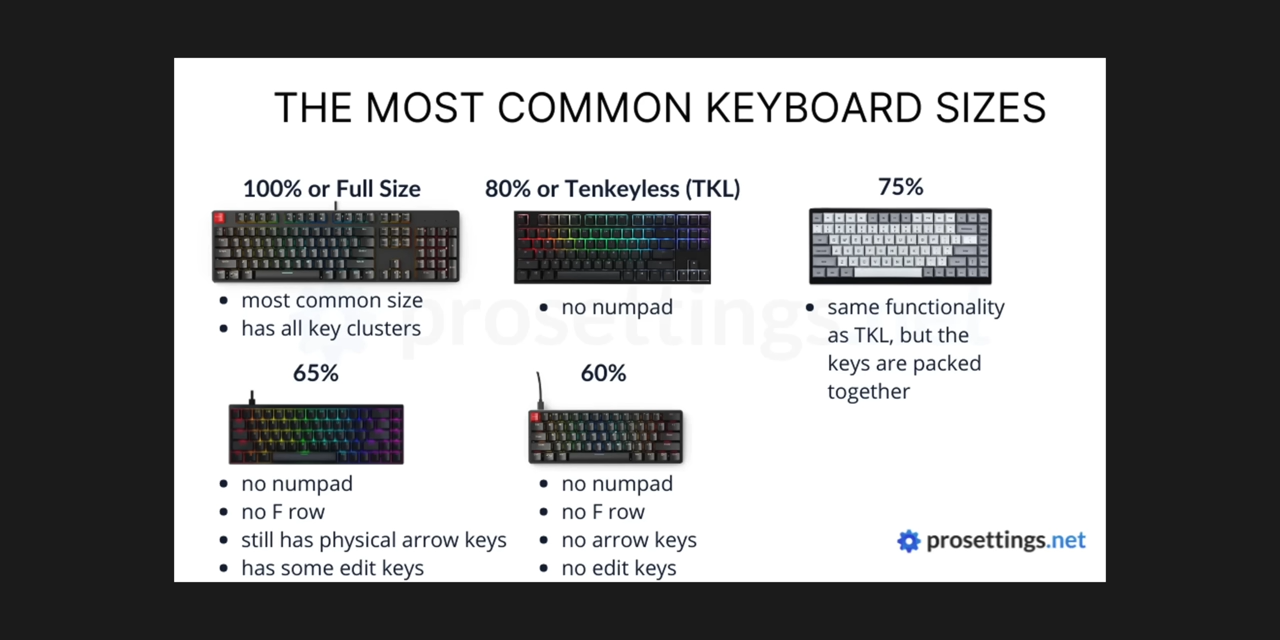 THE MOST COMMON KEYBOARD SIZES
100% or Full Size
80% or Tenkeyless (TKL)
75%
• most common size
• has all key clusters
• no numpad
• same functionality
as TKL, but the
keys are packed
together
65%
60%
• no numpad
• no F row
• still has physical arrow keys
• has some edit keys
• no numpad
• no F row
• no arrow keys
• no edit keys
prosettings.net
prosettings.net